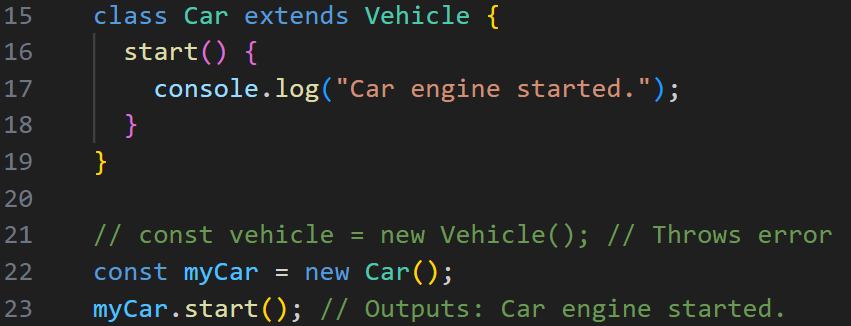 15 class Car extends Vehicle {
16 start() {
17 console.log("Car engine started.");
18 }
19 }
20
21 // const vehicle = new Vehicle(); // Throws error
22 const myCar = new Car();
23 myCar.start(); // Outputs: Car engine started.